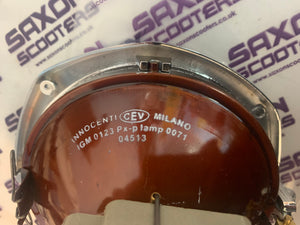 SAXON
SCOOTERS
www.saxonscooters.co.uk
INNOCENTI CEV MILANO
IGM 0123 Px-p lamp 0071
04513